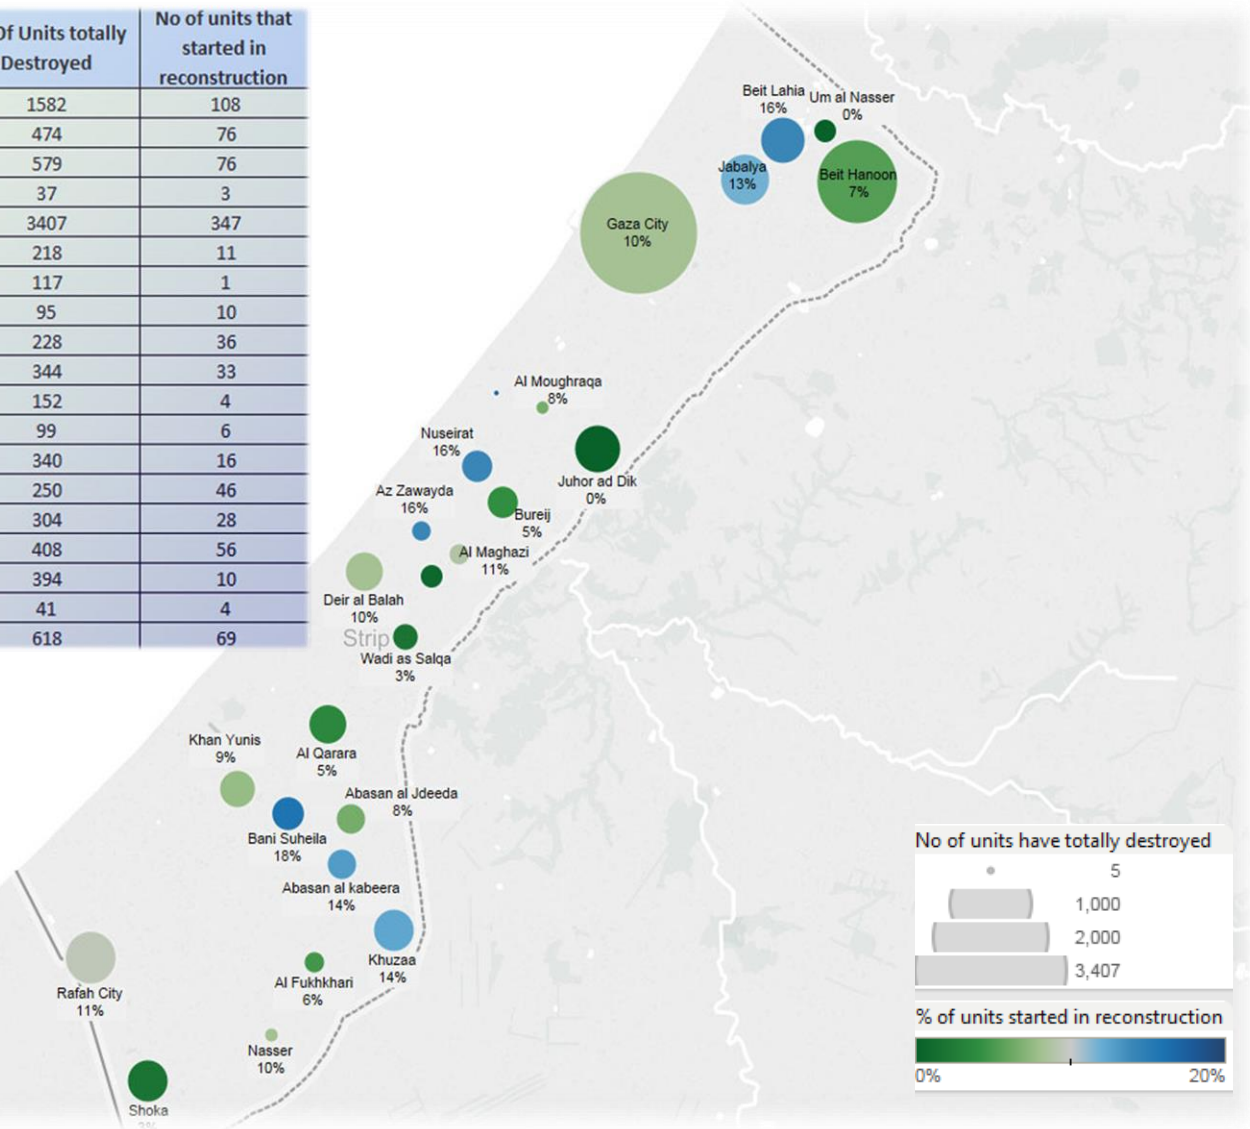 Of Units totally
Destroyed
No of units that
started in
reconstruction
1582 108
474 76
579 76
37 3
3407 347
218 11
117 1
95 10
228 36
344 33
152 4
99 6
340 16
250 46
304 28
408 56
394 10
41 4
618 69
Beit Lahia
16%
Um al Nasser
0%
Jabalya
13%
Beit Hanoon
7%
Gaza City
10%
Al Moughraqa
8%
Nuseirat
16%
Juhor ad Dik
0%
Az Zawayda
16%
Bureij
5%
Al Maghazi
11%
Deir al Balah
10%
Strip
Wadi as Salqa
3%
Khan Yunis
9%
Al Qarara
5%
Abasan al Jdeeda
8%
Bani Suheila
18%
Abasan al kabeera
14%
Khuzaa
14%
Rafah City
11%
Al Fukhkhari
6%
Nasser
10%
Shoka
3%
No of units have totally destroyed
5
1,000
2,000
3,407
% of units started in reconstruction
0% 20%